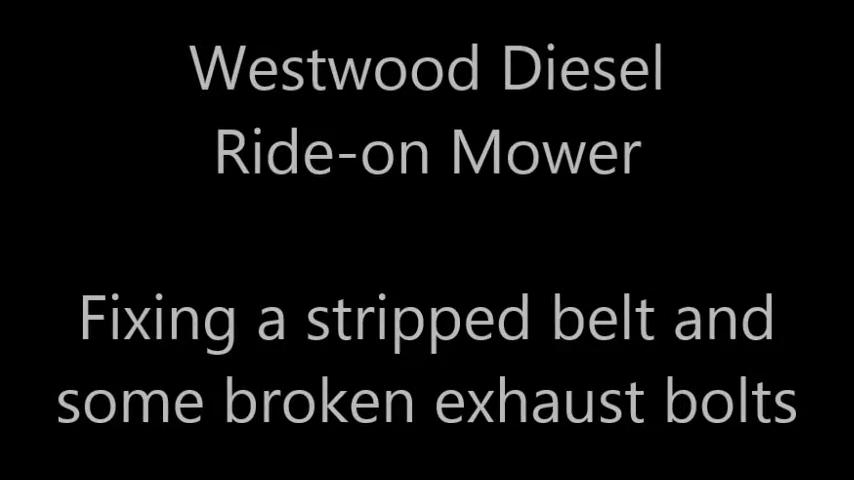 Westwood Diesel
Ride-on Mower
Fixing a stripped belt and
some broken exhaust bolts